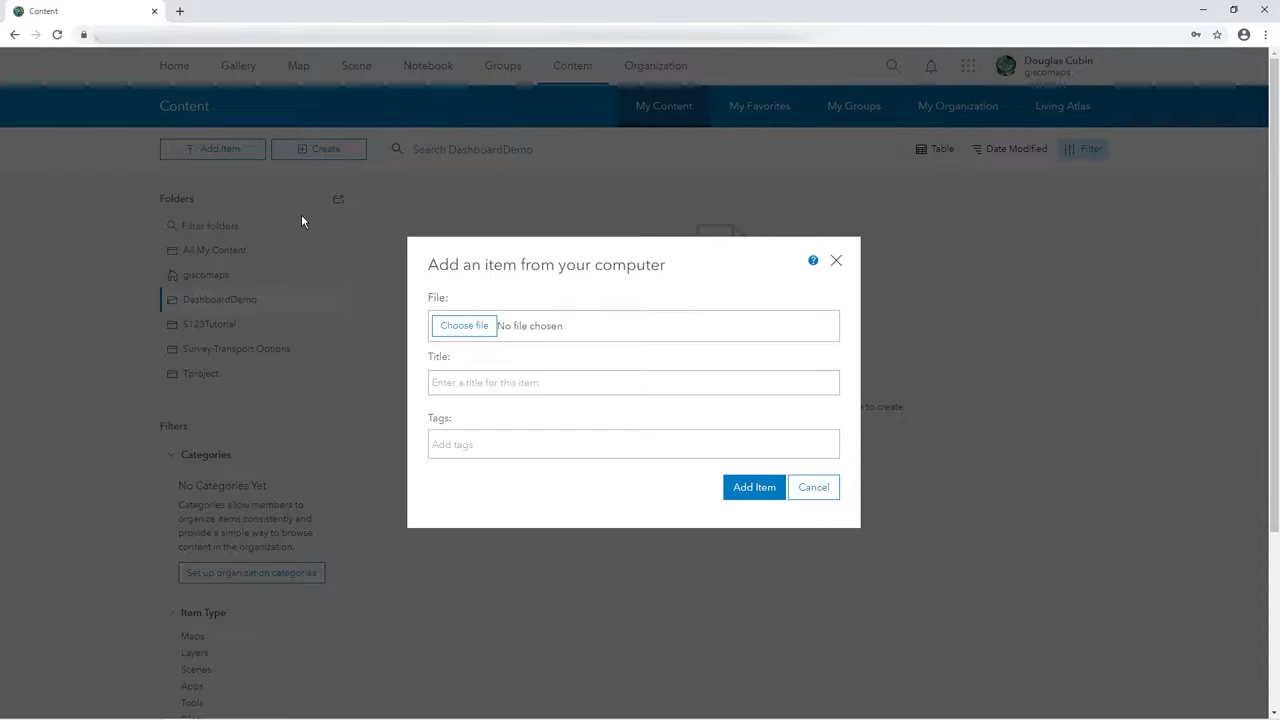 Content
Home
Gallery
Map
Scene
Notebook
Groups
Content
Organization
Douglas Cubin
giscomaps
Content
My Content
My Favorites
My Groups
My Organization
Living Atlas
Add Item
Create
Search DashboardDemo
Table
Date Modified
Filter
Folders
Filter folders
All My Content
giscomaps
DashboardDemo
S123Tutorial
Survey-Transport Options
Tproject
Filters
Categories
No Categories Yet
Categories allow members to
organize items consistently and
provide a simple way to browse
content in the organization.
Set up organization categories
Item Type
Maps
Layers
Scenes
Apps
Tools
Add an item from your computer
?
File:
Choose file No file chosen
Title:
Enter a title for this item
Tags:
Add tags
Add Item
Cancel
to create